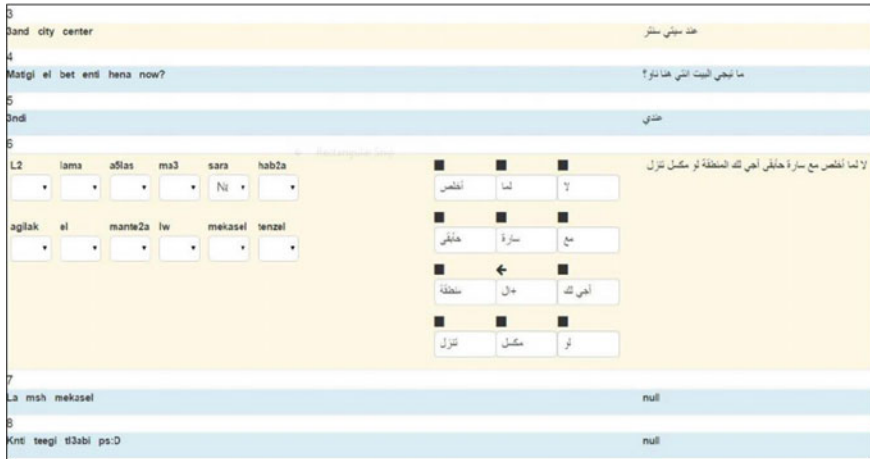 3
3and city center عند سيتي سنتر
4
Matigi el bet enti hena now? ما تيجي البيت انتي هنا ناو؟
5
3ndi عندي
6
L2 lama a5las ma3 sara hab2a
Na
agilak el mante2a lw mekasel tenzel
لا لما أخلص
مع سارة حأبقى
أجي لك +ال منطقة
لو مكسل تنزل
لا لما أخلص مع سارة حأبقى أجي لك المنطقة لو مكسل تنزل
7
La msh mekasel null
8
Knti teegi tl3abi ps:D null